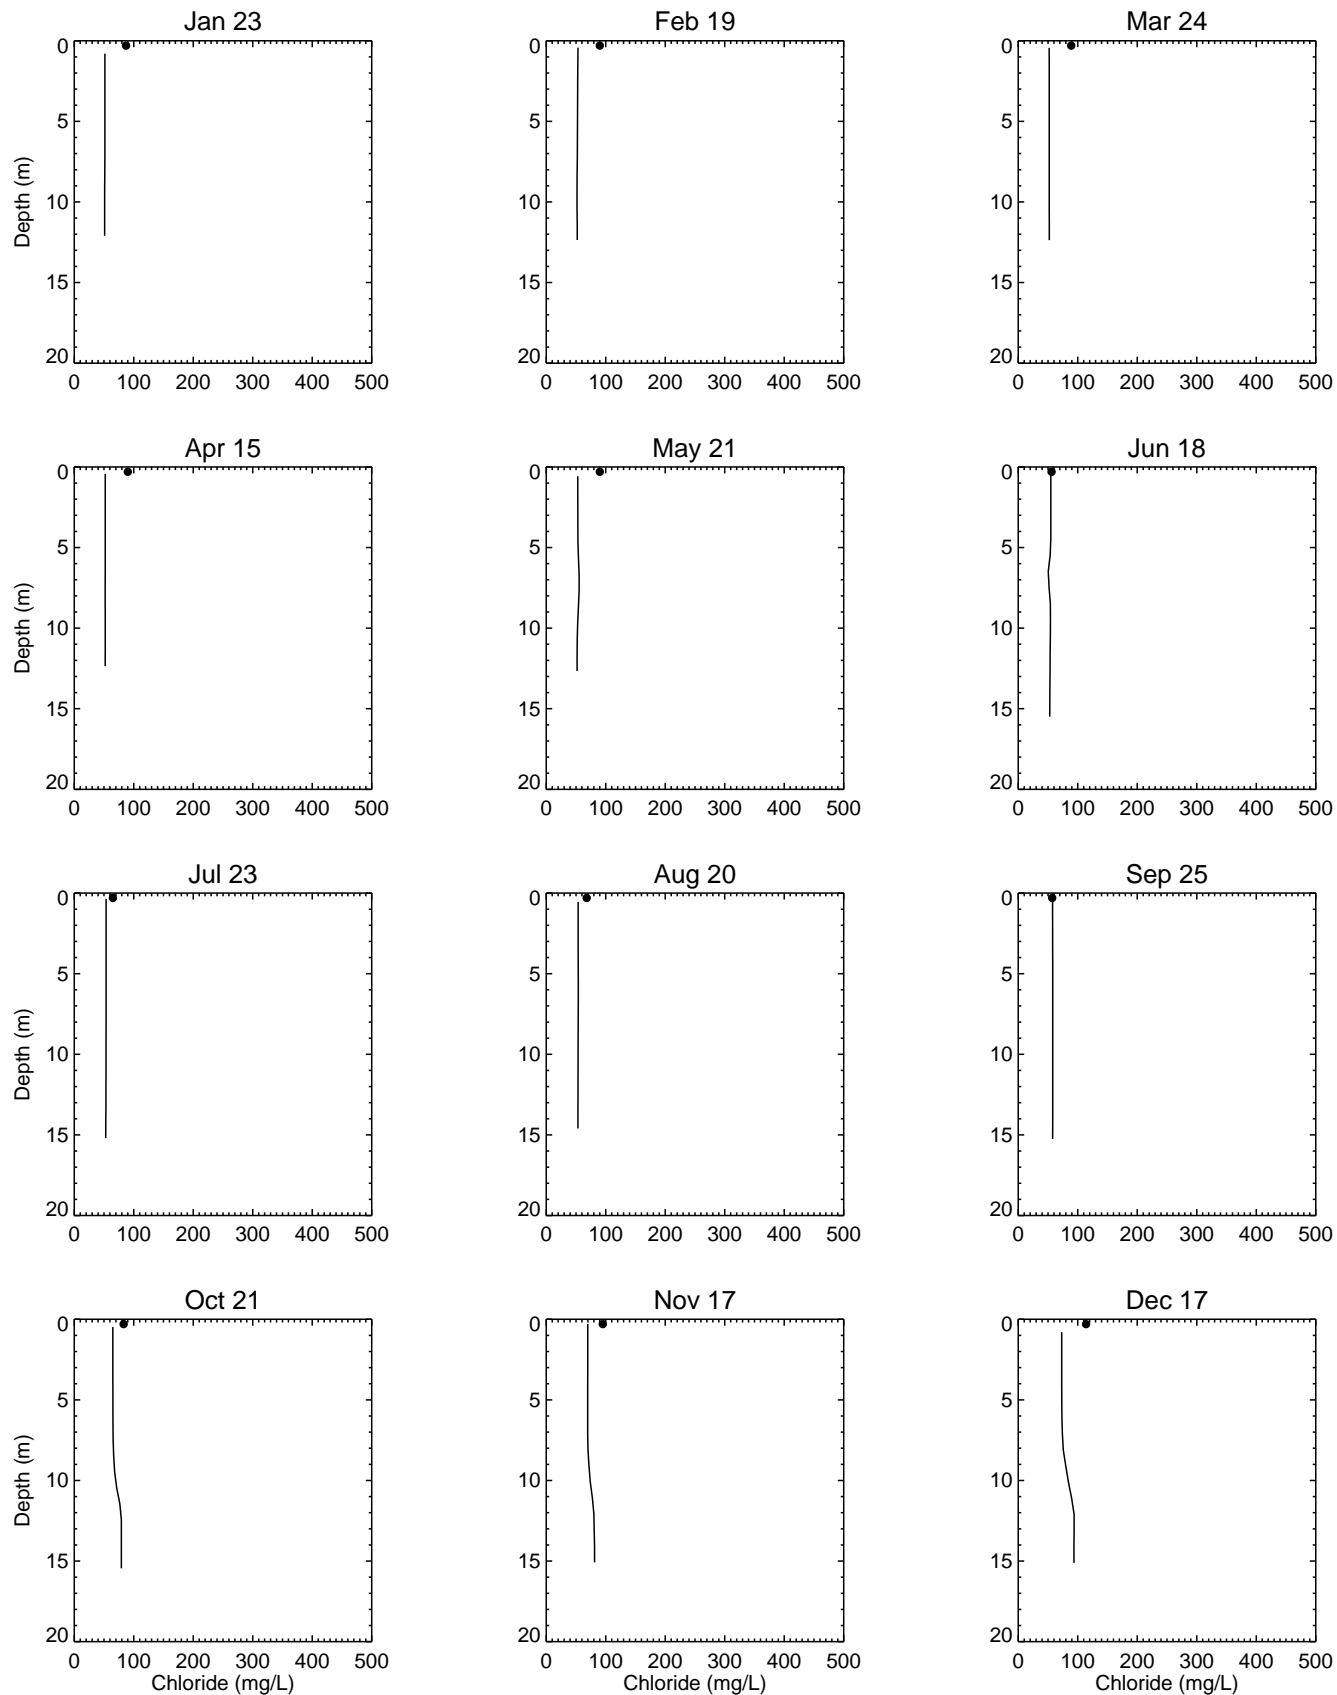 Jan 23 Feb 19 Mar 24
0 0 0
5 5 5
Depth (m)
10 10 10
15 15 15
20 20 20
0 100 200 300 400 500 0 100 200 300 400 500 0 100 200 300 400 500
Apr 15 May 21 Jun 18
0 0 0
5 5 5
Depth (m)
10 10 10
15 15 15
20 20 20
0 100 200 300 400 500 0 100 200 300 400 500 0 100 200 300 400 500
Jul 23 Aug 20 Sep 25
0 0 0
5 5 5
Depth (m)
10 10 10
15 15 15
20 20 20
0 100 200 300 400 500 0 100 200 300 400 500 0 100 200 300 400 500
Oct 21 Nov 17 Dec 17
0 0 0
5 5 5
Depth (m)
10 10 10
15 15 15
20 20 20
0 100 200 300 400 500 0 100 200 300 400 500 0 100 200 300 400 500
Chloride (mg/L) Chloride (mg/L) Chloride (mg/L)